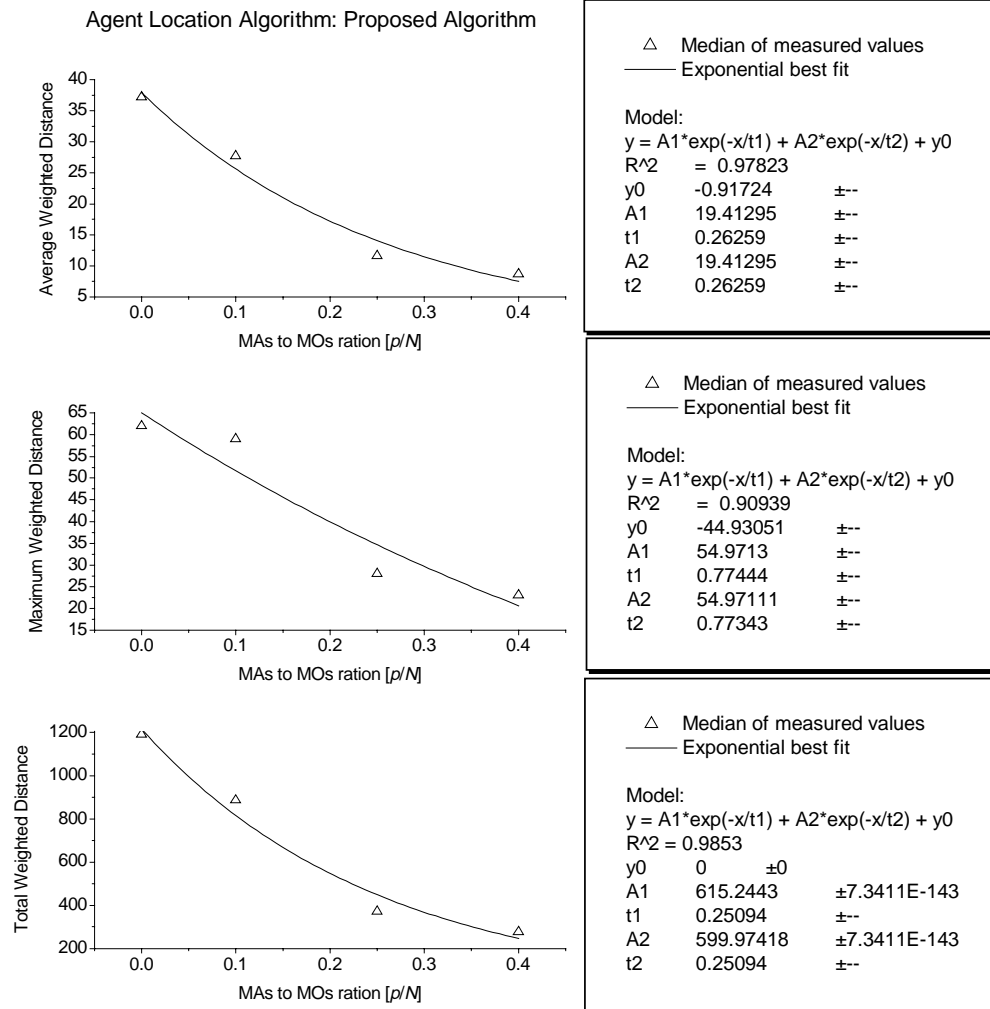 Agent Location Algorithm: Proposed Algorithm
Average Weighted Distance
40
35
30
25
20
15
10
5
0.0 0.1 0.2 0.3 0.4
MAs to MOs ration [p/N]
△ Median of measured values
Exponential best fit
Model:
y = A1*exp(-x/t1) + A2*exp(-x/t2) + y0
R^2 = 0.97823
y0 -0.91724 ±--
A1 19.41295 ±--
t1 0.26259 ±--
A2 19.41295 ±--
t2 0.26259 ±--
Maximum Weighted Distance
65
60
55
50
45
40
35
30
25
20
15
0.0 0.1 0.2 0.3 0.4
MAs to MOs ration [p/N]
△ Median of measured values
Exponential best fit
Model:
y = A1*exp(-x/t1) + A2*exp(-x/t2) + y0
R^2 = 0.90939
y0 -44.93051 ±--
A1 54.9713 ±--
t1 0.77444 ±--
A2 54.97111 ±--
t2 0.77343 ±--
Total Weighted Distance
1200
1000
800
600
400
200
0.0 0.1 0.2 0.3 0.4
MAs to MOs ration [p/N]
△ Median of measured values
Exponential best fit
Model:
y = A1*exp(-x/t1) + A2*exp(-x/t2) + y0
R^2 = 0.9853
y0 0 ±0
A1 615.2443 ±7.3411E-143
t1 0.25094 ±--
A2 599.97418 ±7.3411E-143
t2 0.25094 ±--